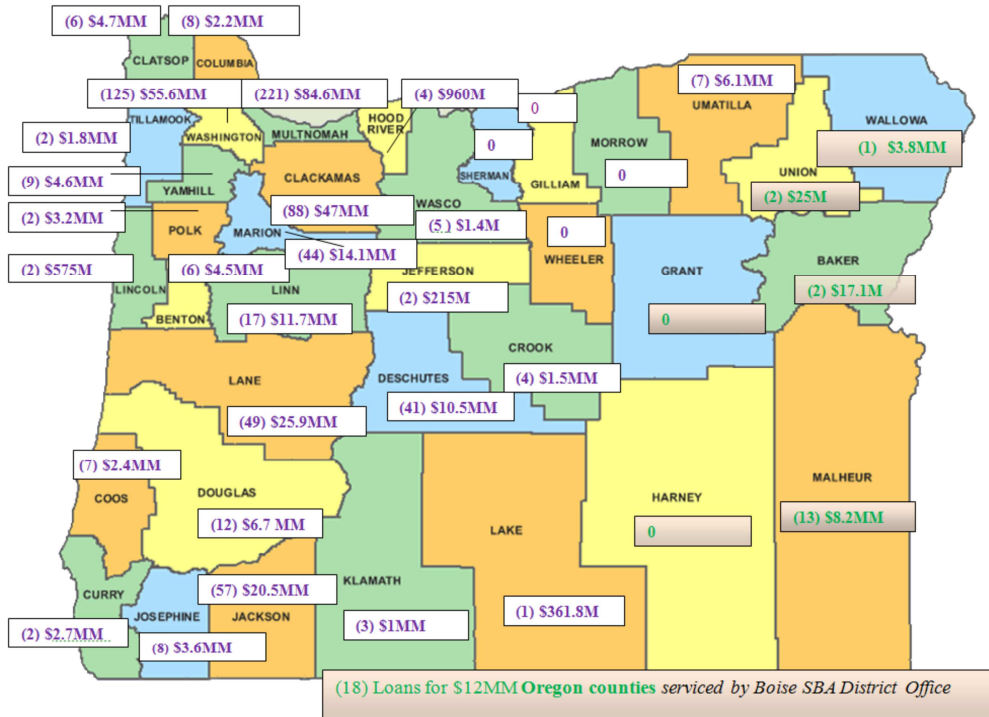 (6) $4.7MM (8) $2.2MM
CLATSOP COLUMBIA
(125) $55.6MM (221) $84.6MM (4) $960M 0 (7) $6.1MM
TILLAMOOK WASHINGTON MULTNOMAH HOOD
RIVER
UMATILLA
WALLOWA
(2) $1.8MM 0 MORROW (1) $3.8MM
(9) $4.6MM CLACKAMAS SHERMAN GILLIAM 0 UNION
YAMHILL WASCO (2) $25M
(2) $3.2MM POLK MARION (88) $47MM (5 ) $1.4M 0
(44) $14.1MM WHEELER GRANT BAKER
(2) $575M (6) $4.5MM JEFFERSON
LINCOLN LINN (2) $215M (2) $17.1M
BENTON (17) $11.7MM 0
CROOK
LANE DESCHUTES (4) $1.5MM
(49) $25.9MM (41) $10.5MM
(7) $2.4MM
COOS DOUGLAS HARNEY MALHEUR
(12) $6.7 MM LAKE 0 (13) $8.2MM
CURRY (57) $20.5MM KLAMATH
JOSEPHINE JACKSON (1) $361.8M
(2) $2.7MM (8) $3.6MM (3) $1MM
(18) Loans for $12MM Oregon counties serviced by Boise SBA District Office